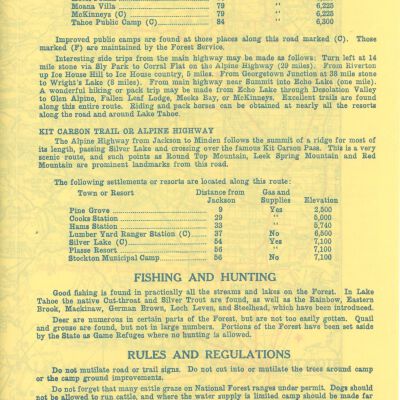 Moana Villa 79 " 6,225
McKinneys (C) 79 " 6,225
Tahoe Public Camp (C) 84 " 6,300
Improved public camps are found at those places along this road marked (C). Those
marked (F) are maintained by the Forest Service.
Interesting side trips from the main highway may be made as follows: Turn left at 14
mile stone via Sly Park to Corral Flat on the Alpine Highway (29 miles). From Riverton
up Ice House Hill to Ice House country, 5 miles. From Georgetown Junction at 38 mile stone
to Wright's Lake (8 miles). From main highway near Summit into Echo Lake (one mile).
A wonderful hiking or pack trip may be made from Echo Lake through Desolation Valley
to Glen Alpine, Fallen Leaf Lodge, Meeks Bay, or McKinneys. Excellent trails are found
along this entire route. Riding and pack horses can be obtained at nearly all the resorts
along the road and around Lake Tahoe.
KIT CARSON TRAIL OR ALPINE HIGHWAY
The Alpine Highway from Jackson to Minden follows the summit of a ridge for most of
its length, passing Silver Lake and crossing over the famous Kit Carson Pass. This is a very
scenic route, and such points as Round Top Mountain, Leek Spring Mountain and Red
Mountain are prominent landmarks from this road.
The following settlements or resorts are located along this route:
Town or Resort Distance from Jackson Gas and Supplies Elevation
Pine Grove 9 Yes 2,500
Cooks Station 29 " 5,000
Hams Station 33 " 5,740
Lumber Yard Ranger Station (C) 37 No 6,500
Silver Lake (C) 54 Yes 7,100
Plasse Resort 56 " 7,100
Stockton Municipal Camp 56 No 7,100
FISHING AND HUNTING
Good fishing is found in practically all the streams and lakes on the Forest. In Lake
Tahoe the native Cut-throat and Silver Trout are found, as well as the Rainbow, Eastern
Brook, Mackinaw, German Brown, Loch Leven, and Steelhead, which have been introduced.
Deer are numerous in certain parts of the Forest, but are not too easily gotten. Quail
and grouse are found, but not in large numbers. Portions of the Forest have been set aside
by the State as Game Refuges where no hunting is allowed.
RULES AND REGULATIONS
Do not mutilate road or trail signs. Do not cut into or mutilate the trees around camp
or the camp ground improvements.
Do not forget that many cattle graze on National Forest ranges under permit. Dogs should
not be allowed to run cattle, and where the water supply is limited camp should be made far